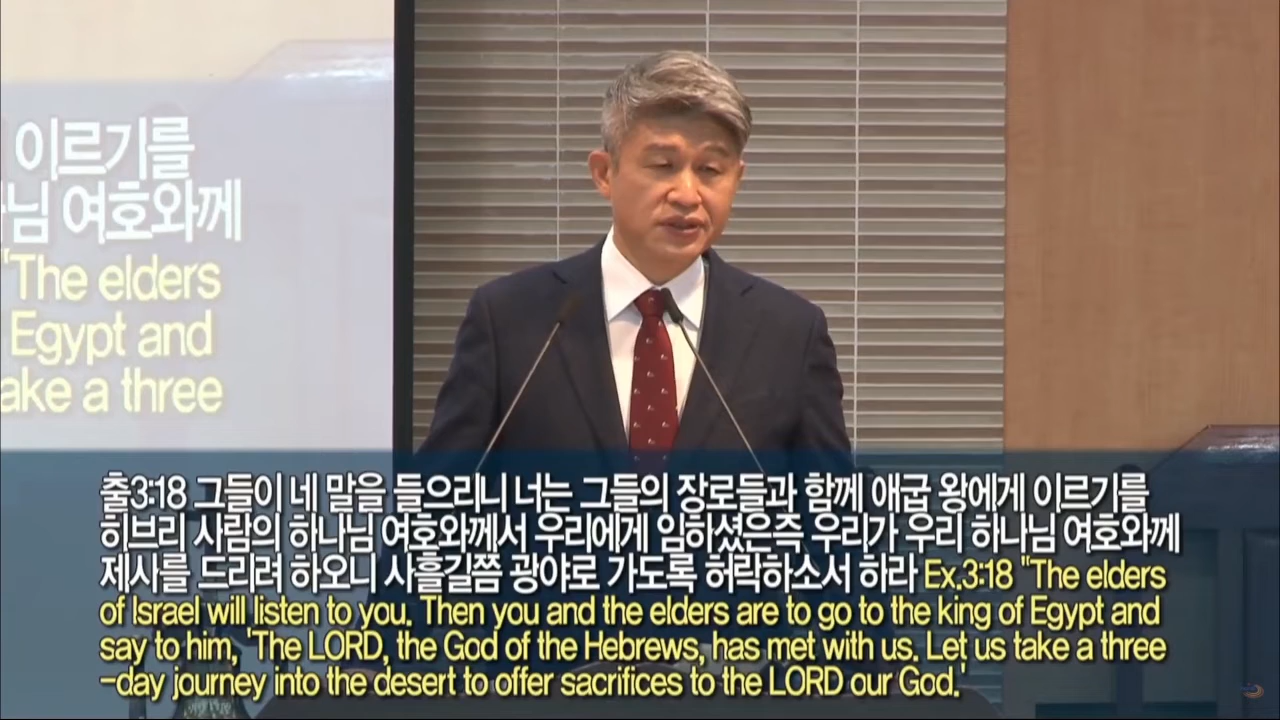 이르기를
님 여호와께
"The elders
Egypt and
ake a three
출3:18 그들이 네 말을 들으리니 너는 그들의 장로들과 함께 애굽 왕에게 이르기를
히브리 사람의 하나님 여호와께서 우리에게 임하셨은즉 우리가 우리 하나님 여호와께
제사를 드리려 하오니 사흘길쯤 광야로 가도록 허락하소서 하라 Ex.3:18 "The elders
of Israel will listen to you. Then you and the elders are to go to the king of Egypt and
say to him, 'The LORD, the God of the Hebrews, has met with us. Let us take a three
-day journey into the desert to offer sacrifices to the LORD our God.'